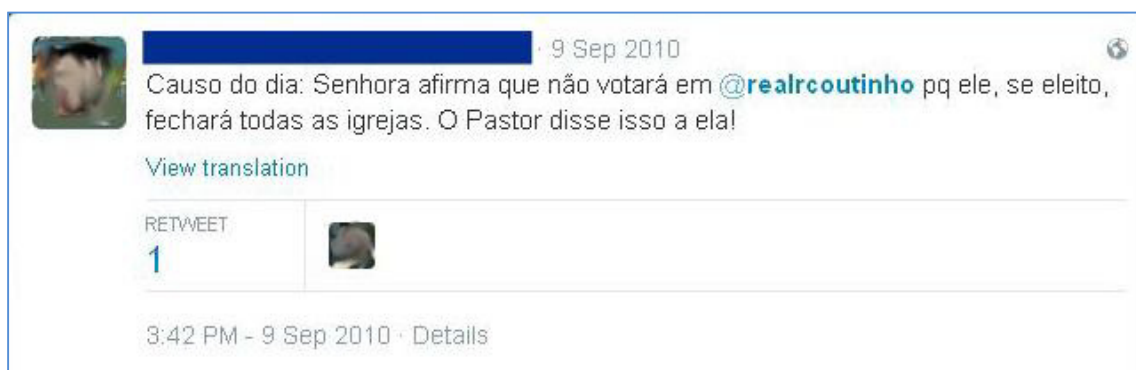 · 9 Sep 2010
Causo do dia: Senhora afirma que não votará em @realrcoutinho pq ele, se eleito,
fechará todas as igrejas. O Pastor disse isso a ela!
View translation
RETWEET
1
3:42 PM - 9 Sep 2010 · Details